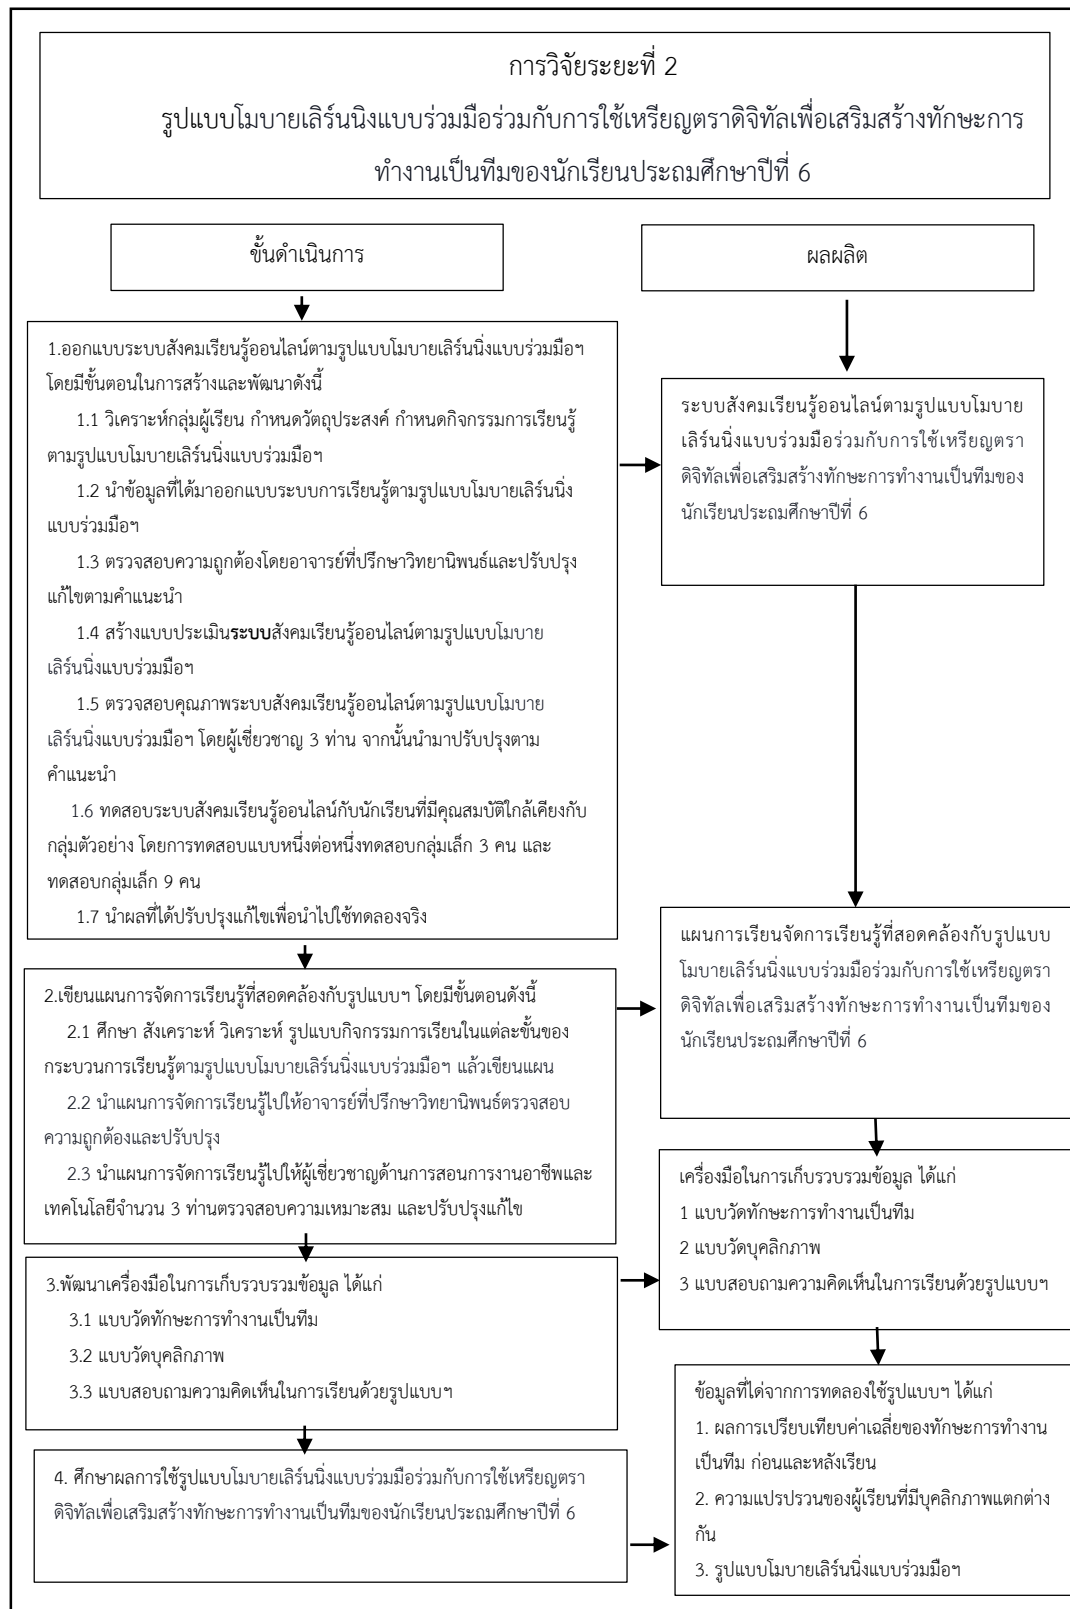 การวิจัยระยะที่ 2
รูปแบบโมบายเลิร์นนิงแบบร่วมมือร่วมกับการใช้เหรียญตราดิจิทัลเพื่อเสริมสร้างทักษะการ
ทำงานเป็นทีมของนักเรียนประถมศึกษาปีที่ 6
ขั้นดำเนินการ
1.ออกแบบระบบสังคมเรียนรู้ออนไลน์ตามรูปแบบโมบายเลิร์นนิ่งแบบร่วมมือฯ
โดยมีขั้นตอนในการสร้างและพัฒนาดังนี้
1.1 วิเคราะห์กลุ่มผู้เรียน กำหนดวัตถุประสงค์ กำหนดกิจกรรมการเรียนรู้
ตามรูปแบบโมบายเลิร์นนิ่งแบบร่วมมือฯ
1.2 นำข้อมูลที่ได้มาออกแบบระบบการเรียนรู้ตามรูปแบบโมบายเลิร์นนิ่ง
แบบร่วมมือฯ
1.3 ตรวจสอบความถูกต้องโดยอาจารย์ที่ปรึกษาวิทยานิพนธ์และปรับปรุง
แก้ไขตามคำแนะนำ
1.4 สร้างแบบประเมินระบบสังคมเรียนรู้ออนไลน์ตามรูปแบบโมบาย
เลิร์นนิ่งแบบร่วมมือฯ
1.5 ตรวจสอบคุณภาพระบบสังคมเรียนรู้ออนไลน์ตามรูปแบบโมบาย
เลิร์นนิ่งแบบร่วมมือฯ โดยผู้เชี่ยวชาญ 3 ท่าน จากนั้นนำมาปรับปรุงตาม
คำแนะนำ
1.6 ทดสอบระบบสังคมเรียนรู้ออนไลน์กับนักเรียนที่มีคุณสมบัติใกล้เคียงกับ
กลุ่มตัวอย่าง โดยการทดสอบแบบหนึ่งต่อหนึ่งทดสอบกลุ่มเล็ก 3 คน และ
ทดสอบกลุ่มเล็ก 9 คน
1.7 นำผลที่ได้ปรับปรุงแก้ไขเพื่อนำไปใช้ทดลองจริง
2.เขียนแผนการจัดการเรียนรู้ที่สอดคล้องกับรูปแบบฯ โดยมีขั้นตอนดังนี้
2.1 ศึกษา สังเคราะห์ วิเคราะห์ รูปแบบกิจกรรมการเรียนในแต่ละขั้นของ
กระบวนการเรียนรู้ตามรูปแบบโมบายเลิร์นนิ่งแบบร่วมมือฯ แล้วเขียนแผน
2.2 นำแผนการจัดการเรียนรู้ไปให้อาจารย์ที่ปรึกษาวิทยานิพนธ์ตรวจสอบ
ความถูกต้องและปรับปรุง
2.3 นำแผนการจัดการเรียนรู้ไปให้ผู้เชี่ยวชาญด้านการสอนการงานอาชีพและ
เทคโนโลยีจำนวน 3 ท่านตรวจสอบความเหมาะสม และปรับปรุงแก้ไข
3.พัฒนาเครื่องมือในการเก็บรวบรวมข้อมูล ได้แก่
3.1 แบบวัดทักษะการทำงานเป็นทีม
3.2 แบบวัดบุคลิกภาพ
3.3 แบบสอบถามความคิดเห็นในการเรียนด้วยรูปแบบฯ
4. ศึกษาผลการใช้รูปแบบโมบายเลิร์นนิ่งแบบร่วมมือร่วมกับการใช้เหรียญตรา
ดิจิทัลเพื่อเสริมสร้างทักษะการทำงานเป็นทีมของนักเรียนประถมศึกษาปีที่ 6
ผลผลิต
ระบบสังคมเรียนรู้ออนไลน์ตามรูปแบบโมบาย
เลิร์นนิ่งแบบร่วมมือร่วมกับการใช้เหรียญตรา
ดิจิทัลเพื่อเสริมสร้างทักษะการทำงานเป็นทีมของ
นักเรียนประถมศึกษาปีที่ 6
แผนการเรียนจัดการเรียนรู้ที่สอดคล้องกับรูปแบบ
โมบายเลิร์นนิ่งแบบร่วมมือร่วมกับการใช้เหรียญตรา
ดิจิทัลเพื่อเสริมสร้างทักษะการทำงานเป็นทีมของ
นักเรียนประถมศึกษาปีที่ 6
เครื่องมือในการเก็บรวบรวมข้อมูล ได้แก่
1 แบบวัดทักษะการทำงานเป็นทีม
2 แบบวัดบุคลิกภาพ
3 แบบสอบถามความคิดเห็นในการเรียนด้วยรูปแบบฯ
ข้อมูลที่ได่จากการทดลองใช้รูปแบบฯ ได้แก่
1. ผลการเปรียบเทียบค่าเฉลี่ยของทักษะการทำงาน
เป็นทีม ก่อนและหลังเรียน
2. ความแปรปรวนของผู้เรียนที่มีบุคลิกภาพแตกต่าง
กัน
3. รูปแบบโมบายเลิร์นนิ่งแบบร่วมมือฯ